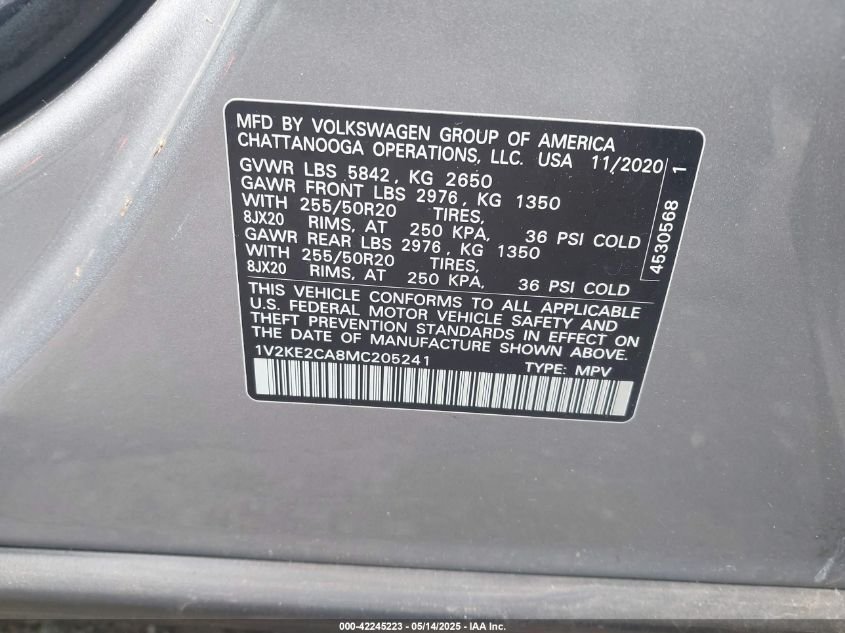 MFD BY VOLKSWAGEN GROUP OF AMERICA
CHATTANOOGA OPERATIONS, LLC. USA 11/2020
GVWR LBS 5842, KG 2650
GAWR FRONT LBS 2976, KG 1350
WITH 255/50R20 TIRES,
8JX20 RIMS, AT 250 KPA, 36 PSI COLD
GAWR REAR LBS 2976, KG 1350
WITH 255/50R20 TIRES,
8JX20 RIMS, AT 250 KPA, 36 PSI COLD
4530568 1
THIS VEHICLE CONFORMS TO ALL APPLICABLE
U.S. FEDERAL MOTOR VEHICLE SAFETY AND
THEFT PREVENTION STANDARDS IN EFFECT ON
THE DATE OF MANUFACTURE SHOWN ABOVE.
1V2KE2CA8MC205241 TYPE: MPV
000-42245223 - 05/14/2025 - IAA Inc.